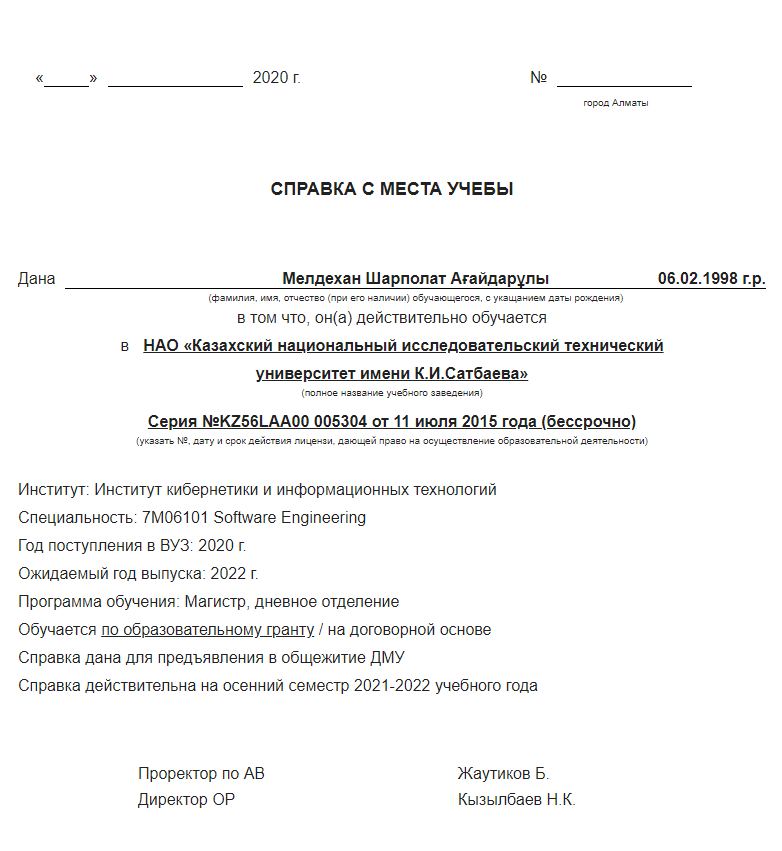 «_____» _______________ 2020 г. № _______________
город Алматы
СПРАВКА С МЕСТА УЧЕБЫ
Дана Мелдехан Шарполат Ағайдарұлы 06.02.1998 г.р.
(фамилия, имя, отчество (при его наличии) обучающегося, с укащанием даты рождения)
в том что, он(а) действительно обучается
в НАО «Казахский национальный исследовательский технический
университет имени К.И.Сатбаева»
(полное название учебного заведения)
Серия №KZ56LAA00 005304 от 11 июля 2015 года (бессрочно)
(указать №, дату и срок действия лицензи, дающей право на осуществление образовательной деятельности)
Институт: Институт кибернетики и информационных технологий
Специальность: 7M06101 Software Engineering
Год поступления в ВУЗ: 2020 г.
Ожидаемый год выпуска: 2022 г.
Программа обучения: Магистр, дневное отделение
Обучается по образовательному гранту / на договорной основе
Справка дана для предъявления в общежитие ДМУ
Справка действительна на осенний семестр 2021-2022 учебного года
Проректор по АВ Жаутиков Б.
Директор ОР Кызылбаев Н.К.